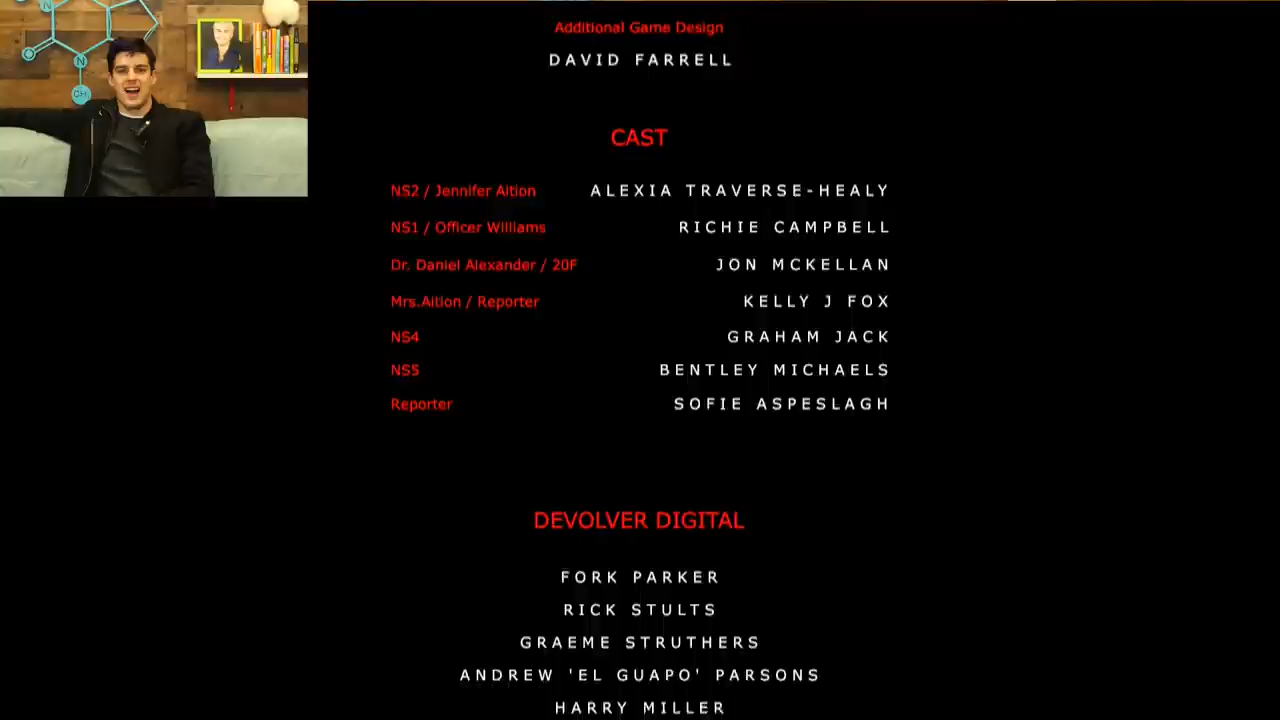 Additional Game Design
DAVID FARRELL
CAST
NS2 / Jennifer Aition ALEXIA TRAVERSE-HEALY
NS1 / Officer Williams RICHIE CAMPBELL
Dr. Daniel Alexander / 20F JON MCKELLAN
Mrs.Aition / Reporter KELLY J FOX
NS4 GRAHAM JACK
NS5 BENTLEY MICHAELS
Reporter SOFIE ASPESLAGH
DEVOLVER DIGITAL
FORK PARKER
RICK STULTS
GRAEME STRUTHERS
ANDREW 'EL GUAPO' PARSONS
HARRY MILLER